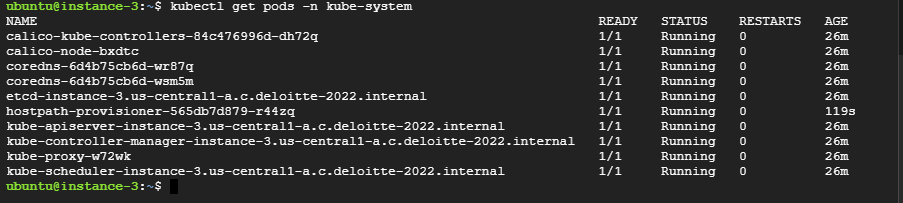 ubuntu@instance-3:~$ kubectl get pods -n kube-system
NAME READY STATUS RESTARTS AGE
calico-kube-controllers-84c476996d-dh72q 1/1 Running 0 26m
calico-node-bxdtc 1/1 Running 0 26m
coredns-6d4b75cb6d-wr87q 1/1 Running 0 26m
coredns-6d4b75cb6d-wsm5m 1/1 Running 0 26m
etcd-instance-3.us-central1-a.c.deloitte-2022.internal 1/1 Running 0 26m
hostpath-provisioner-565db7d879-r44zq 1/1 Running 0 119s
kube-apiserver-instance-3.us-central1-a.c.deloitte-2022.internal 1/1 Running 0 26m
kube-controller-manager-instance-3.us-central1-a.c.deloitte-2022.internal 1/1 Running 0 26m
kube-proxy-w72wk 1/1 Running 0 26m
kube-scheduler-instance-3.us-central1-a.c.deloitte-2022.internal 1/1 Running 0 26m
ubuntu@instance-3:~$